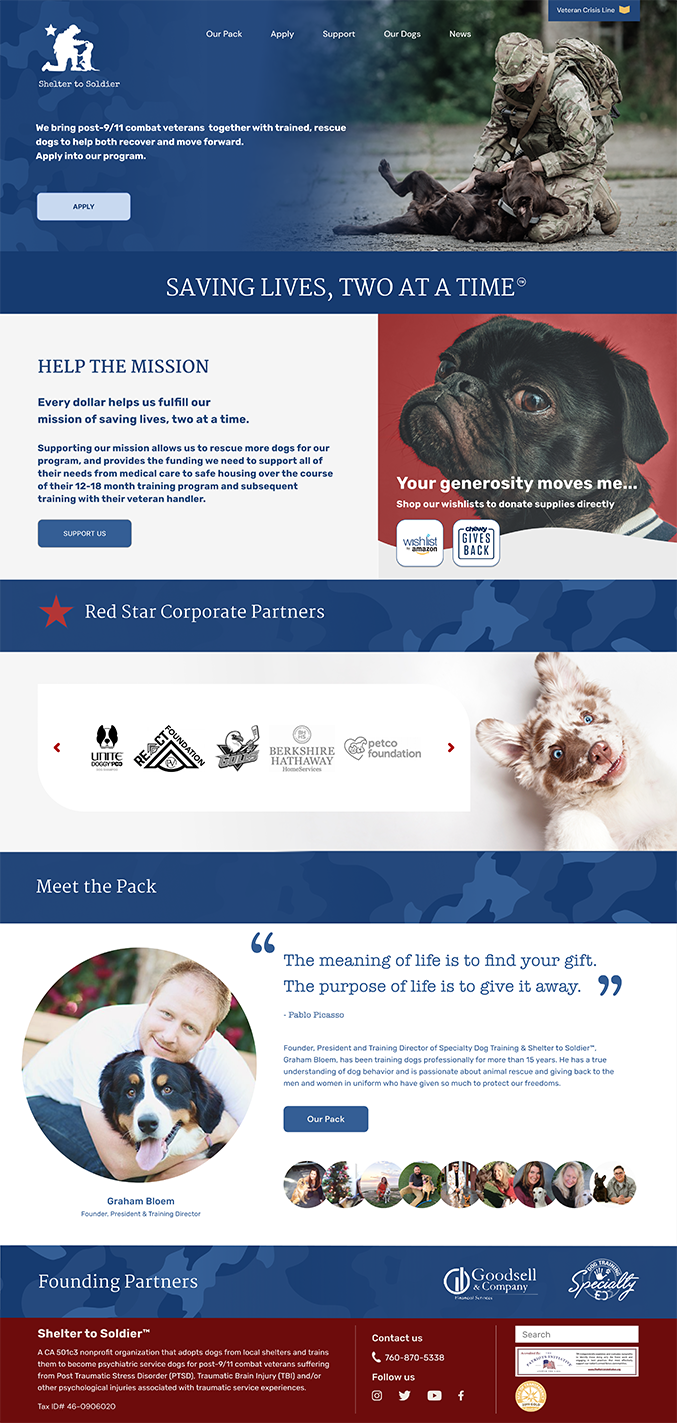 Veteran Crisis Line
Our Pack Apply Support Our Dogs News
Shelter to Soldier
We bring post-9/11 combat veterans together with trained, rescue
dogs to help both recover and move forward.
Apply into our program.
APPLY
SAVING LIVES, TWO AT A TIME™
HELP THE MISSION
Every dollar helps us fulfill our
mission of saving lives, two at a time.
Supporting our mission allows us to rescue more dogs for our
program, and provides the funding we need to support all of
their needs from medical care to safe housing over the course
of their 12-18 month training program and subsequent
training with their veteran handler.
SUPPORT US
Your generosity moves me...
Shop our wishlists to donate supplies directly
wishlist
by amazon
chewy
GIVES
BACK
Red Star Corporate Partners
UNITE
DOGGY PCO
RE7CT FOUNDATION
GULLS
BERKSHIRE
HATHAWAY
HomeServices
petco
foundation
Meet the Pack
“ The meaning of life is to find your gift.
The purpose of life is to give it away. ”
- Pablo Picasso
Founder, President and Training Director of Specialty Dog Training & Shelter to Soldier™,
Graham Bloem, has been training dogs professionally for more than 15 years. He has a true
understanding of dog behavior and is passionate about animal rescue and giving back to the
men and women in uniform who have given so much to protect our freedoms.
Our Pack
Graham Bloem
Founder, President & Training Director
Founding Partners
Goodsell
& Company
Financial Services
DOG TRAINING
Specialty
Shelter to Soldier™
A CA 501c3 nonprofit organization that adopts dogs from local shelters and trains
them to become psychiatric service dogs for post-9/11 combat veterans suffering
from Post Traumatic Stress Disorder (PTSD), Traumatic Brain Injury (TBI) and/or
other psychological injuries associated with traumatic service experiences.
Tax ID# 46-0906020
Contact us
760-870-5338
Follow us
Search